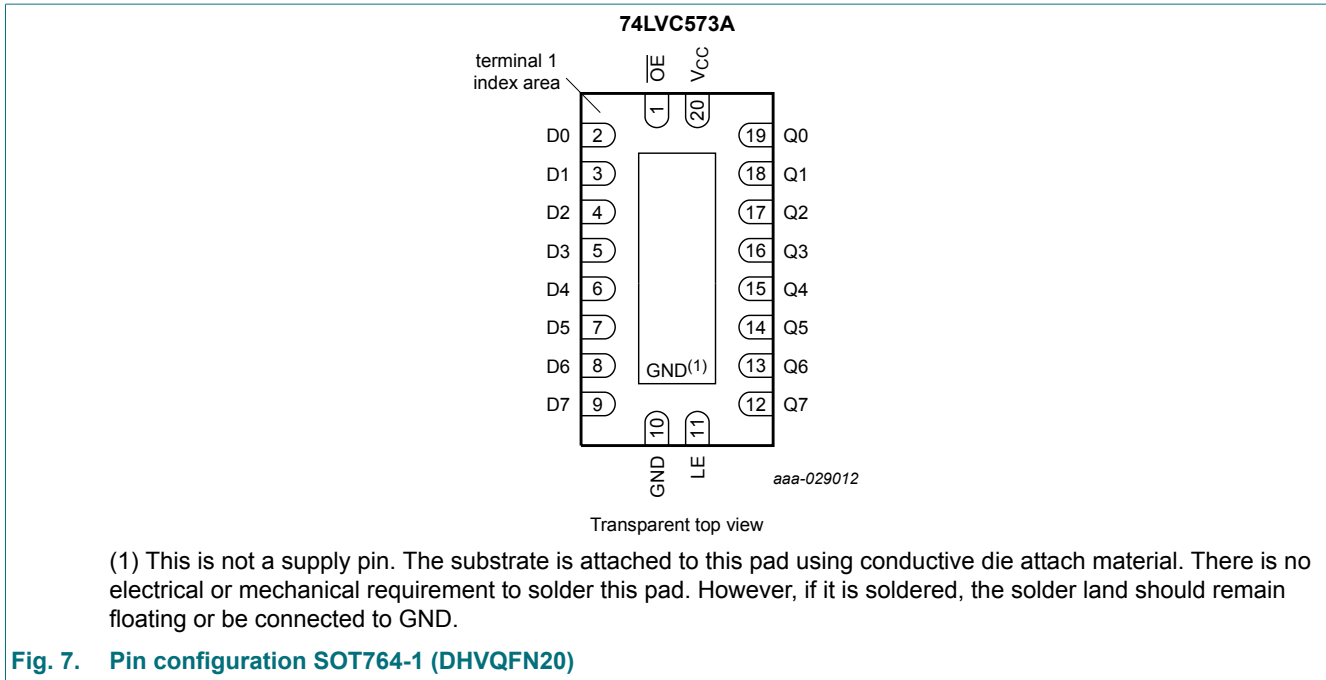 74LVC573A
terminal 1
index area
OE VCC
1 20
D0 2 19 Q0
D1 3 18 Q1
D2 4 17 Q2
D3 5 16 Q3
D4 6 15 Q4
D5 7 14 Q5
D6 8 GND(1) 13 Q6
D7 9 12 Q7
10 11
GND LE
aaa-029012
Transparent top view
(1) This is not a supply pin. The substrate is attached to this pad using conductive die attach material. There is no
electrical or mechanical requirement to solder this pad. However, if it is soldered, the solder land should remain
floating or be connected to GND.
Fig. 7. Pin configuration SOT764-1 (DHVQFN20)